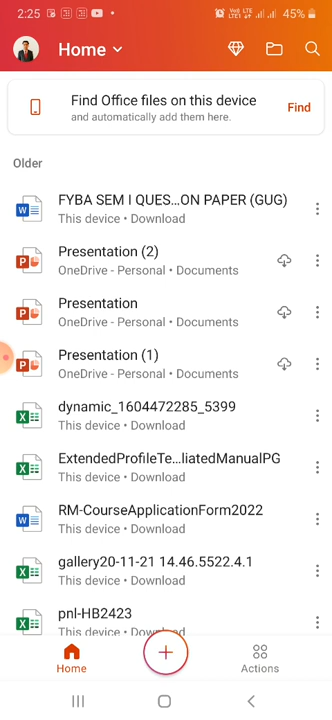 2:25
VoB LTE
LTE1
45%
Home
Find Office files on this device
and automatically add them here.
Find
Older
FYBA SEM I QUES...ON PAPER (GUG)
This device • Download
Presentation (2)
OneDrive - Personal • Documents
Presentation
OneDrive - Personal • Documents
Presentation (1)
OneDrive - Personal • Documents
dynamic_1604472285_5399
This device • Download
ExtendedProfileTe...liatedManualPG
This device • Download
RM-CourseApplicationForm2022
This device • Download
gallery20-11-21 14.46.5522.4.1
This device • Download
pnl-HB2423
This device • Download
Home
Actions